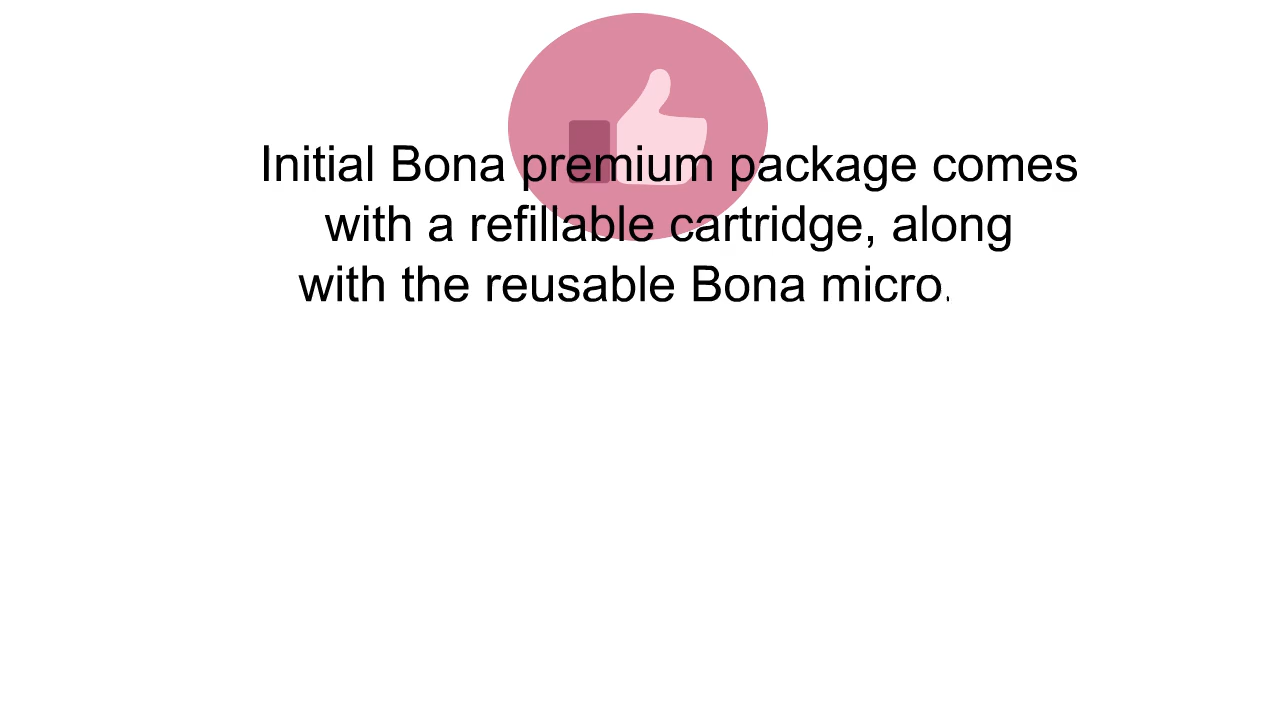 Initial Bona premium package comes
with a refillable cartridge, along
with the reusable Bona micro.